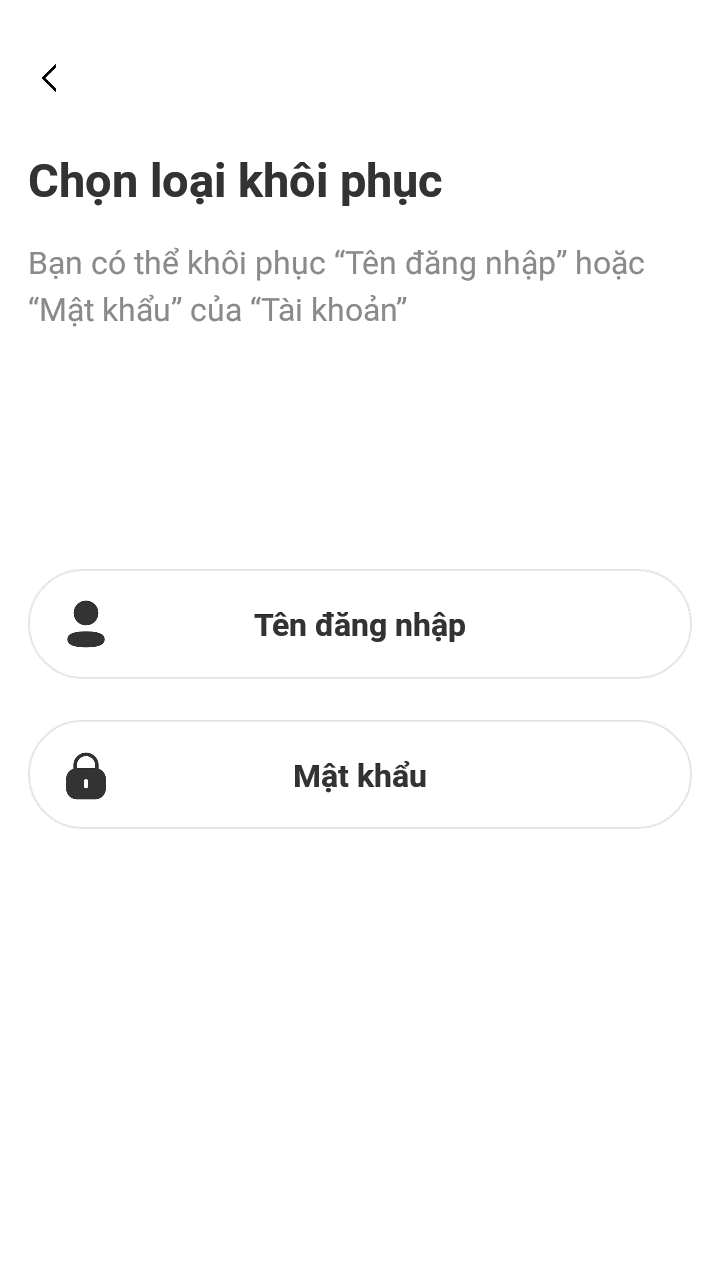 Chọn loại khôi phục
Bạn có thể khôi phục “Tên đăng nhập” hoặc
“Mật khẩu” của “Tài khoản”
Tên đăng nhập
Mật khẩu